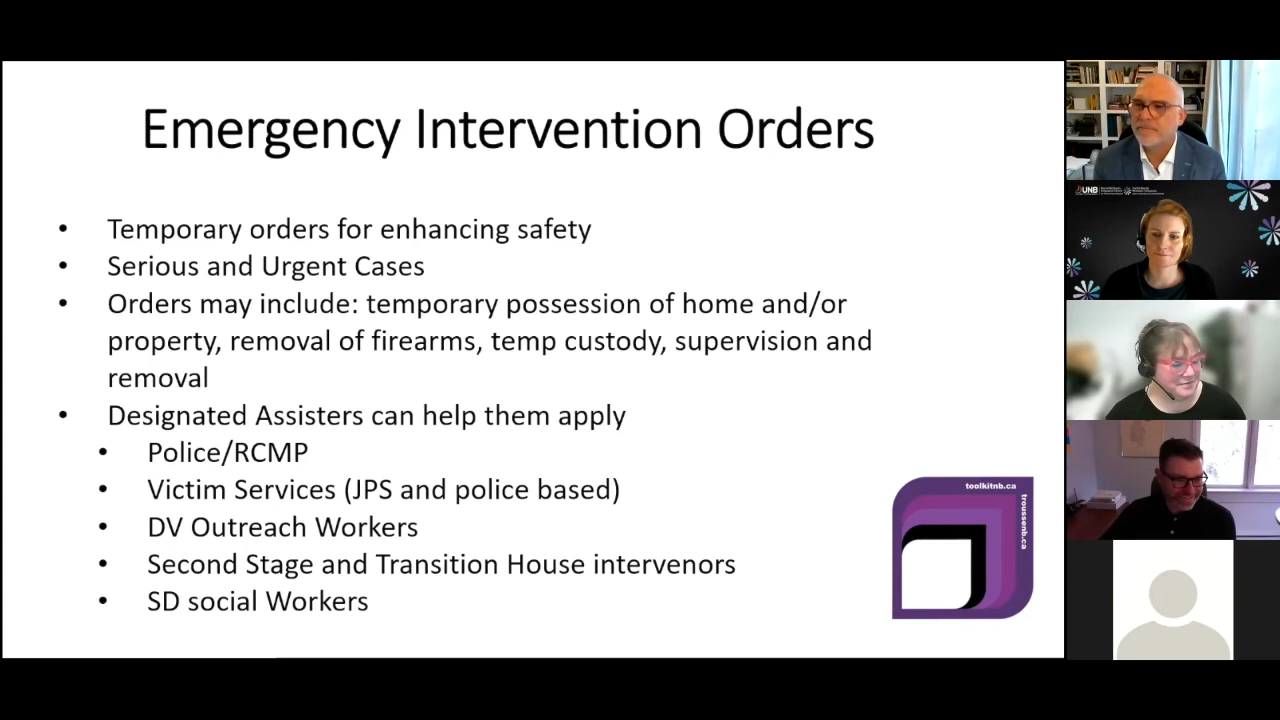 Emergency Intervention Orders
• Temporary orders for enhancing safety
• Serious and Urgent Cases
• Orders may include: temporary possession of home and/or
property, removal of firearms, temp custody, supervision and
removal
• Designated Assisters can help them apply
• Police/RCMP
• Victim Services (JPS and police based)
• DV Outreach Workers
• Second Stage and Transition House intervenors
• SD social Workers
toolkitnb.ca
troussenb.ca
UNB